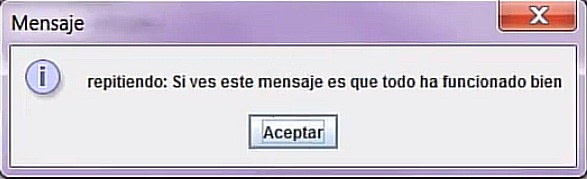 Mensaje
repitiendo: Si ves este mensaje es que todo ha funcionado bien
Aceptar